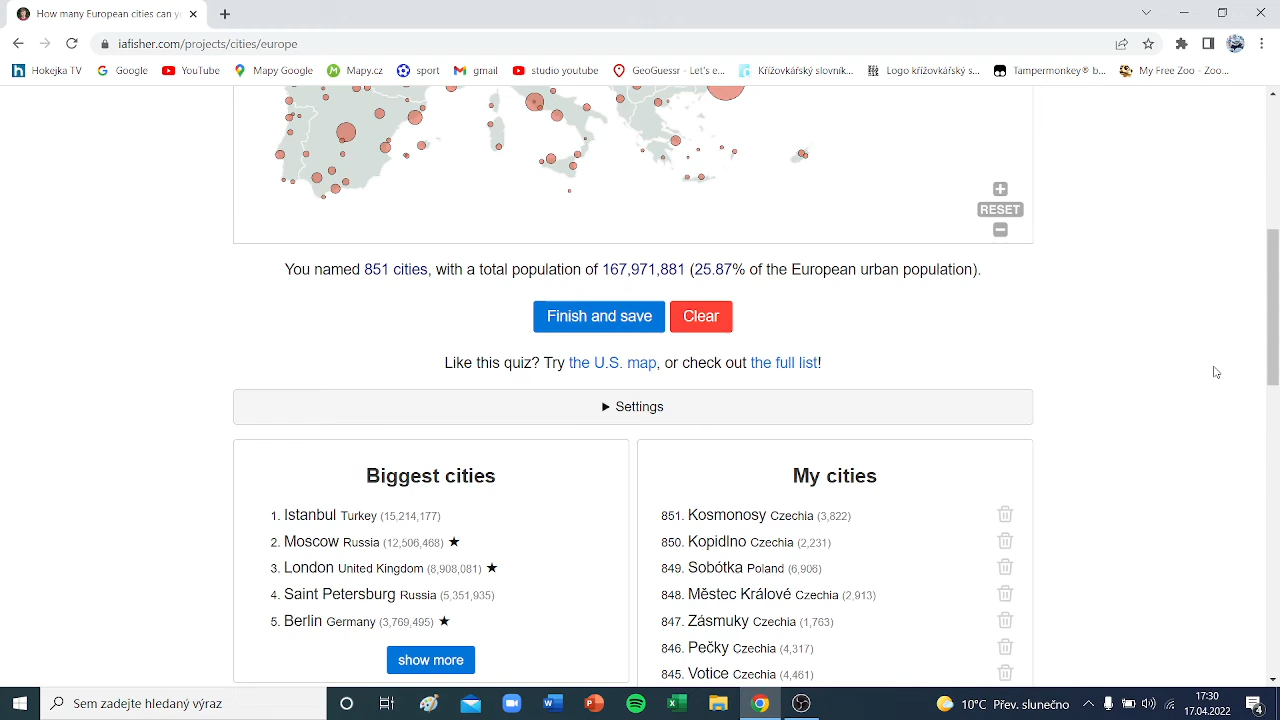 How many European cities can y
iafisher.com/projects/cities/europe
Hokejka TV Google YouTube Mapy Google Mapy.cz sport gmail studio youtube GeoGuessr - Let's e... Křížovkářský slovník... Logo křížovkářský s... Tampermonkey® b... My Free Zoo - Zoo...
RESET
You named 851 cities, with a total population of 167,971,881 (25.87% of the European urban population).
Finish and save Clear
Like this quiz? Try the U.S. map, or check out the full list!
Settings
Biggest cities
1. Istanbul Turkey (15,214,177)
2. Moscow Russia (12,506,468) ★
3. London United Kingdom (8,908,081) ★
4. Saint Petersburg Russia (5,351,935)
5. Berlin Germany (3,769,495) ★
show more
My cities
851. Kosmonosy Czechia (3,822)
850. Kopidlno Czechia (2,231)
849. Sobótka Poland (6,906)
848. Městec Králové Czechia (2,913)
847. Zásmuky Czechia (1,763)
846. Pečky Czechia (4,317)
845. Votice Czechia (4,461)
Sem zadejte hledaný výraz
10°C Přev. slunečno
17:30
17.04.2022